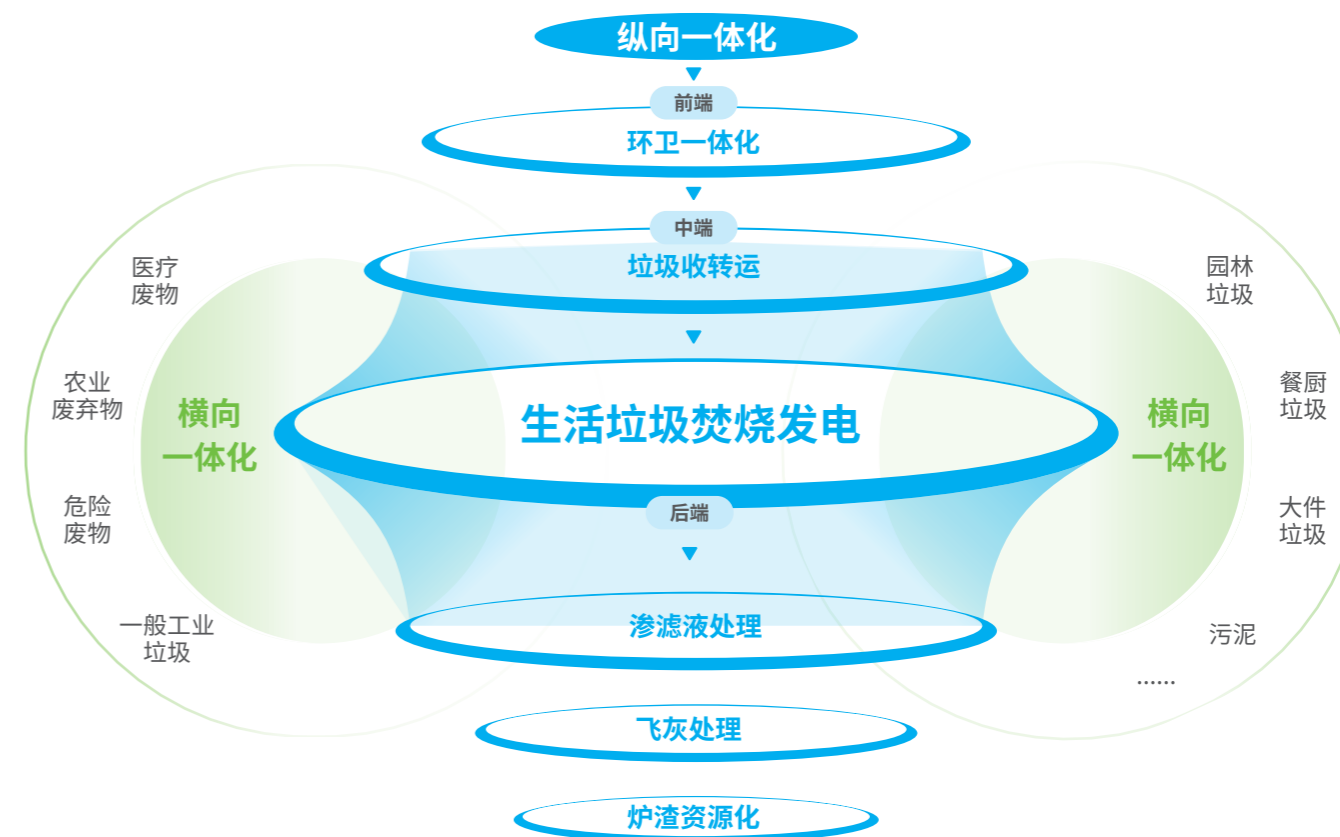 纵向一体化
前端
环卫一体化
中端
垃圾收转运
生活垃圾焚烧发电
后端
渗滤液处理
飞灰处理
炉渣资源化
横向
一体化
医疗
废物
农业
废弃物
危险
废物
一般工业
垃圾
横向
一体化
园林
垃圾
餐厨
垃圾
大件
垃圾
污泥
......